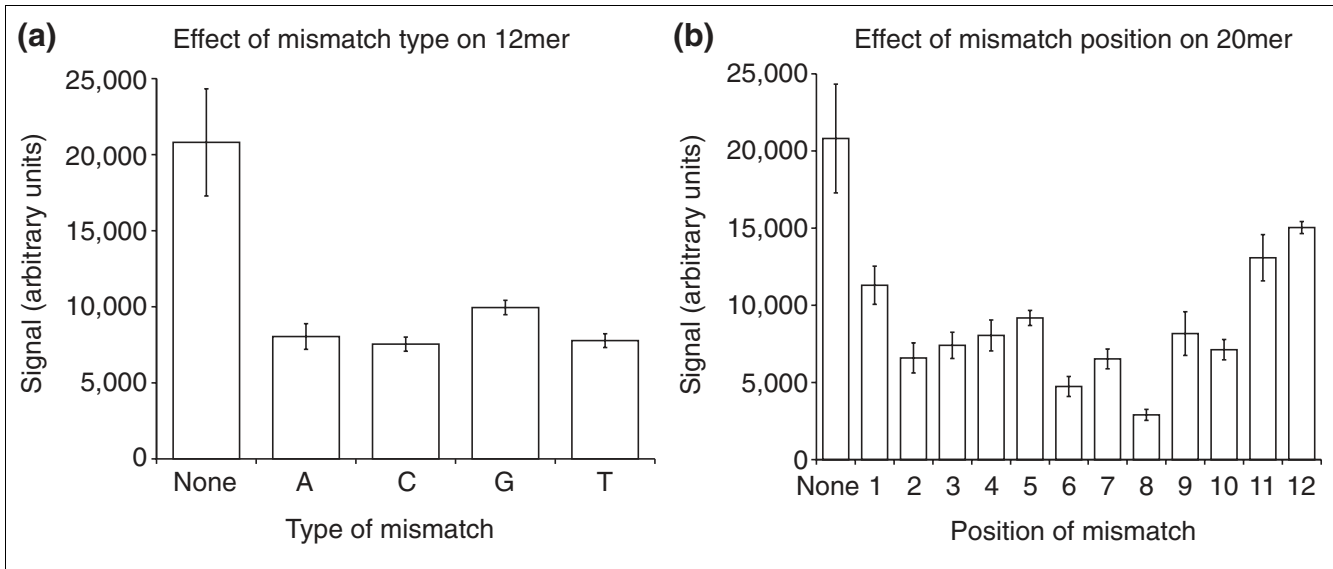 (a)
Effect of mismatch type on 12mer
Signal (arbitrary units)
25,000
20,000
15,000
10,000
5,000
0
None A C G T
Type of mismatch
(b)
Effect of mismatch position on 20mer
Signal (arbitrary units)
25,000
20,000
15,000
10,000
5,000
0
None 1 2 3 4 5 6 7 8 9 10 11 12
Position of mismatch